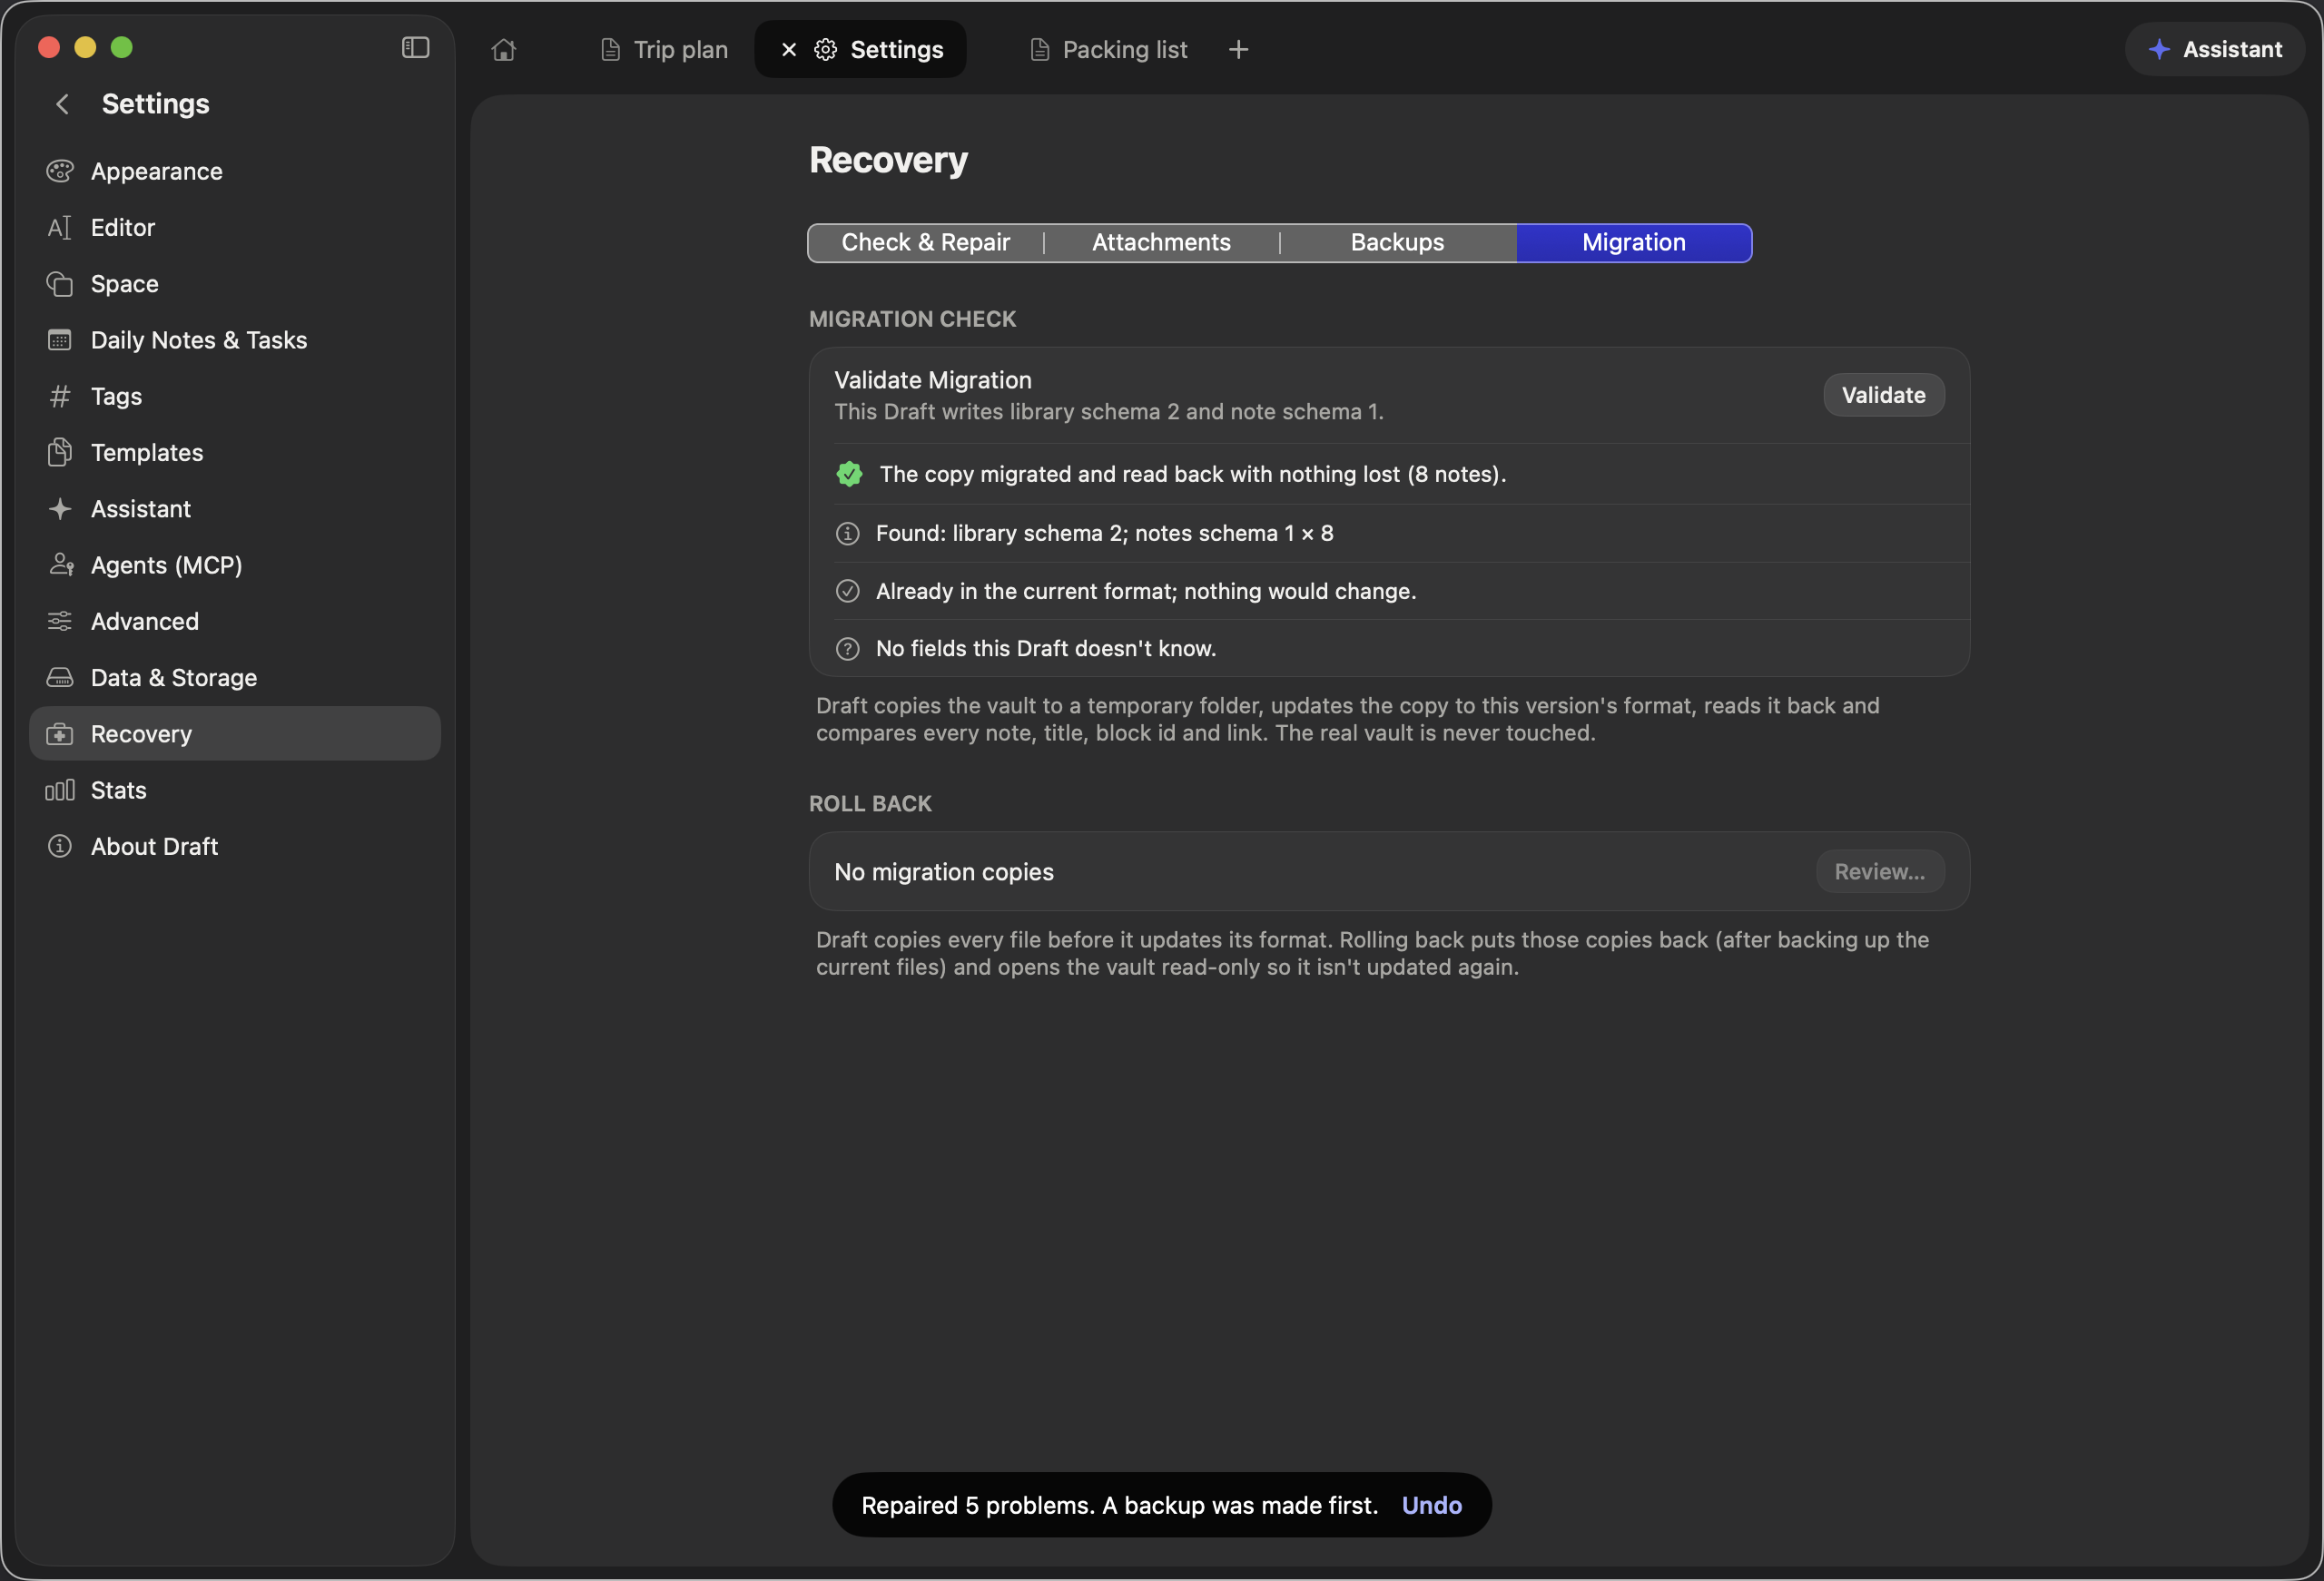 Trip plan
Settings
Packing list
Assistant
Settings
Appearance
Editor
Space
Daily Notes & Tasks
Tags
Templates
Assistant
Agents (MCP)
Advanced
Data & Storage
Recovery
Stats
About Draft
Recovery
Check & Repair
Attachments
Backups
Migration
MIGRATION CHECK
Validate Migration
This Draft writes library schema 2 and note schema 1.
Validate
The copy migrated and read back with nothing lost (8 notes).
Found: library schema 2; notes schema 1 × 8
Already in the current format; nothing would change.
No fields this Draft doesn't know.
Draft copies the vault to a temporary folder, updates the copy to this version's format, reads it back and
compares every note, title, block id and link. The real vault is never touched.
ROLL BACK
No migration copies
Review...
Draft copies every file before it updates its format. Rolling back puts those copies back (after backing up the
current files) and opens the vault read-only so it isn't updated again.
Repaired 5 problems. A backup was made first. Undo